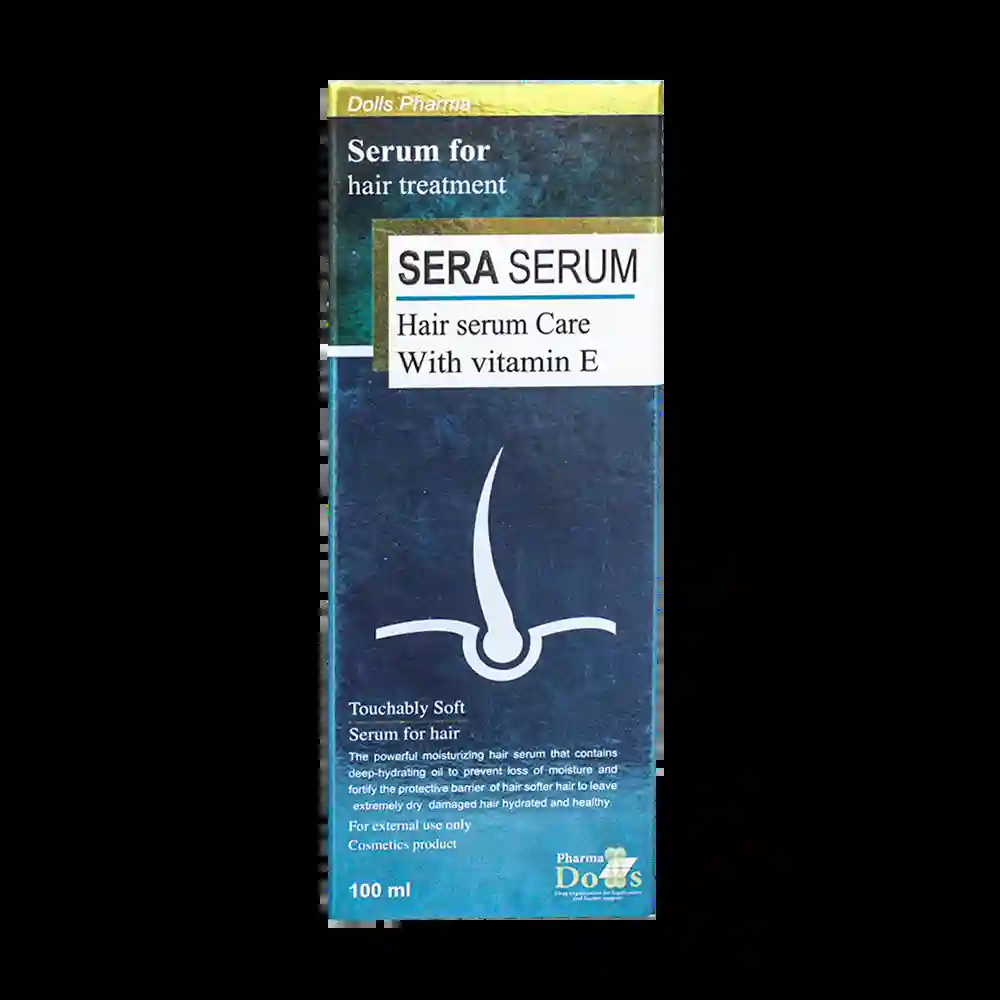 Dolls Pharma
Serum for
hair treatment
SERA SERUM
Hair serum Care
With vitamin E
Touchably Soft
Serum for hair
The powerful moisturizing hair serum that contains
deep-hydrating oil to prevent loss of moisture and
fortify the protective barrier of hair softer hair to leave
extremely dry damaged hair hydrated and healthy.
For external use only
Cosmetics product
100 ml
Pharma
Dolls